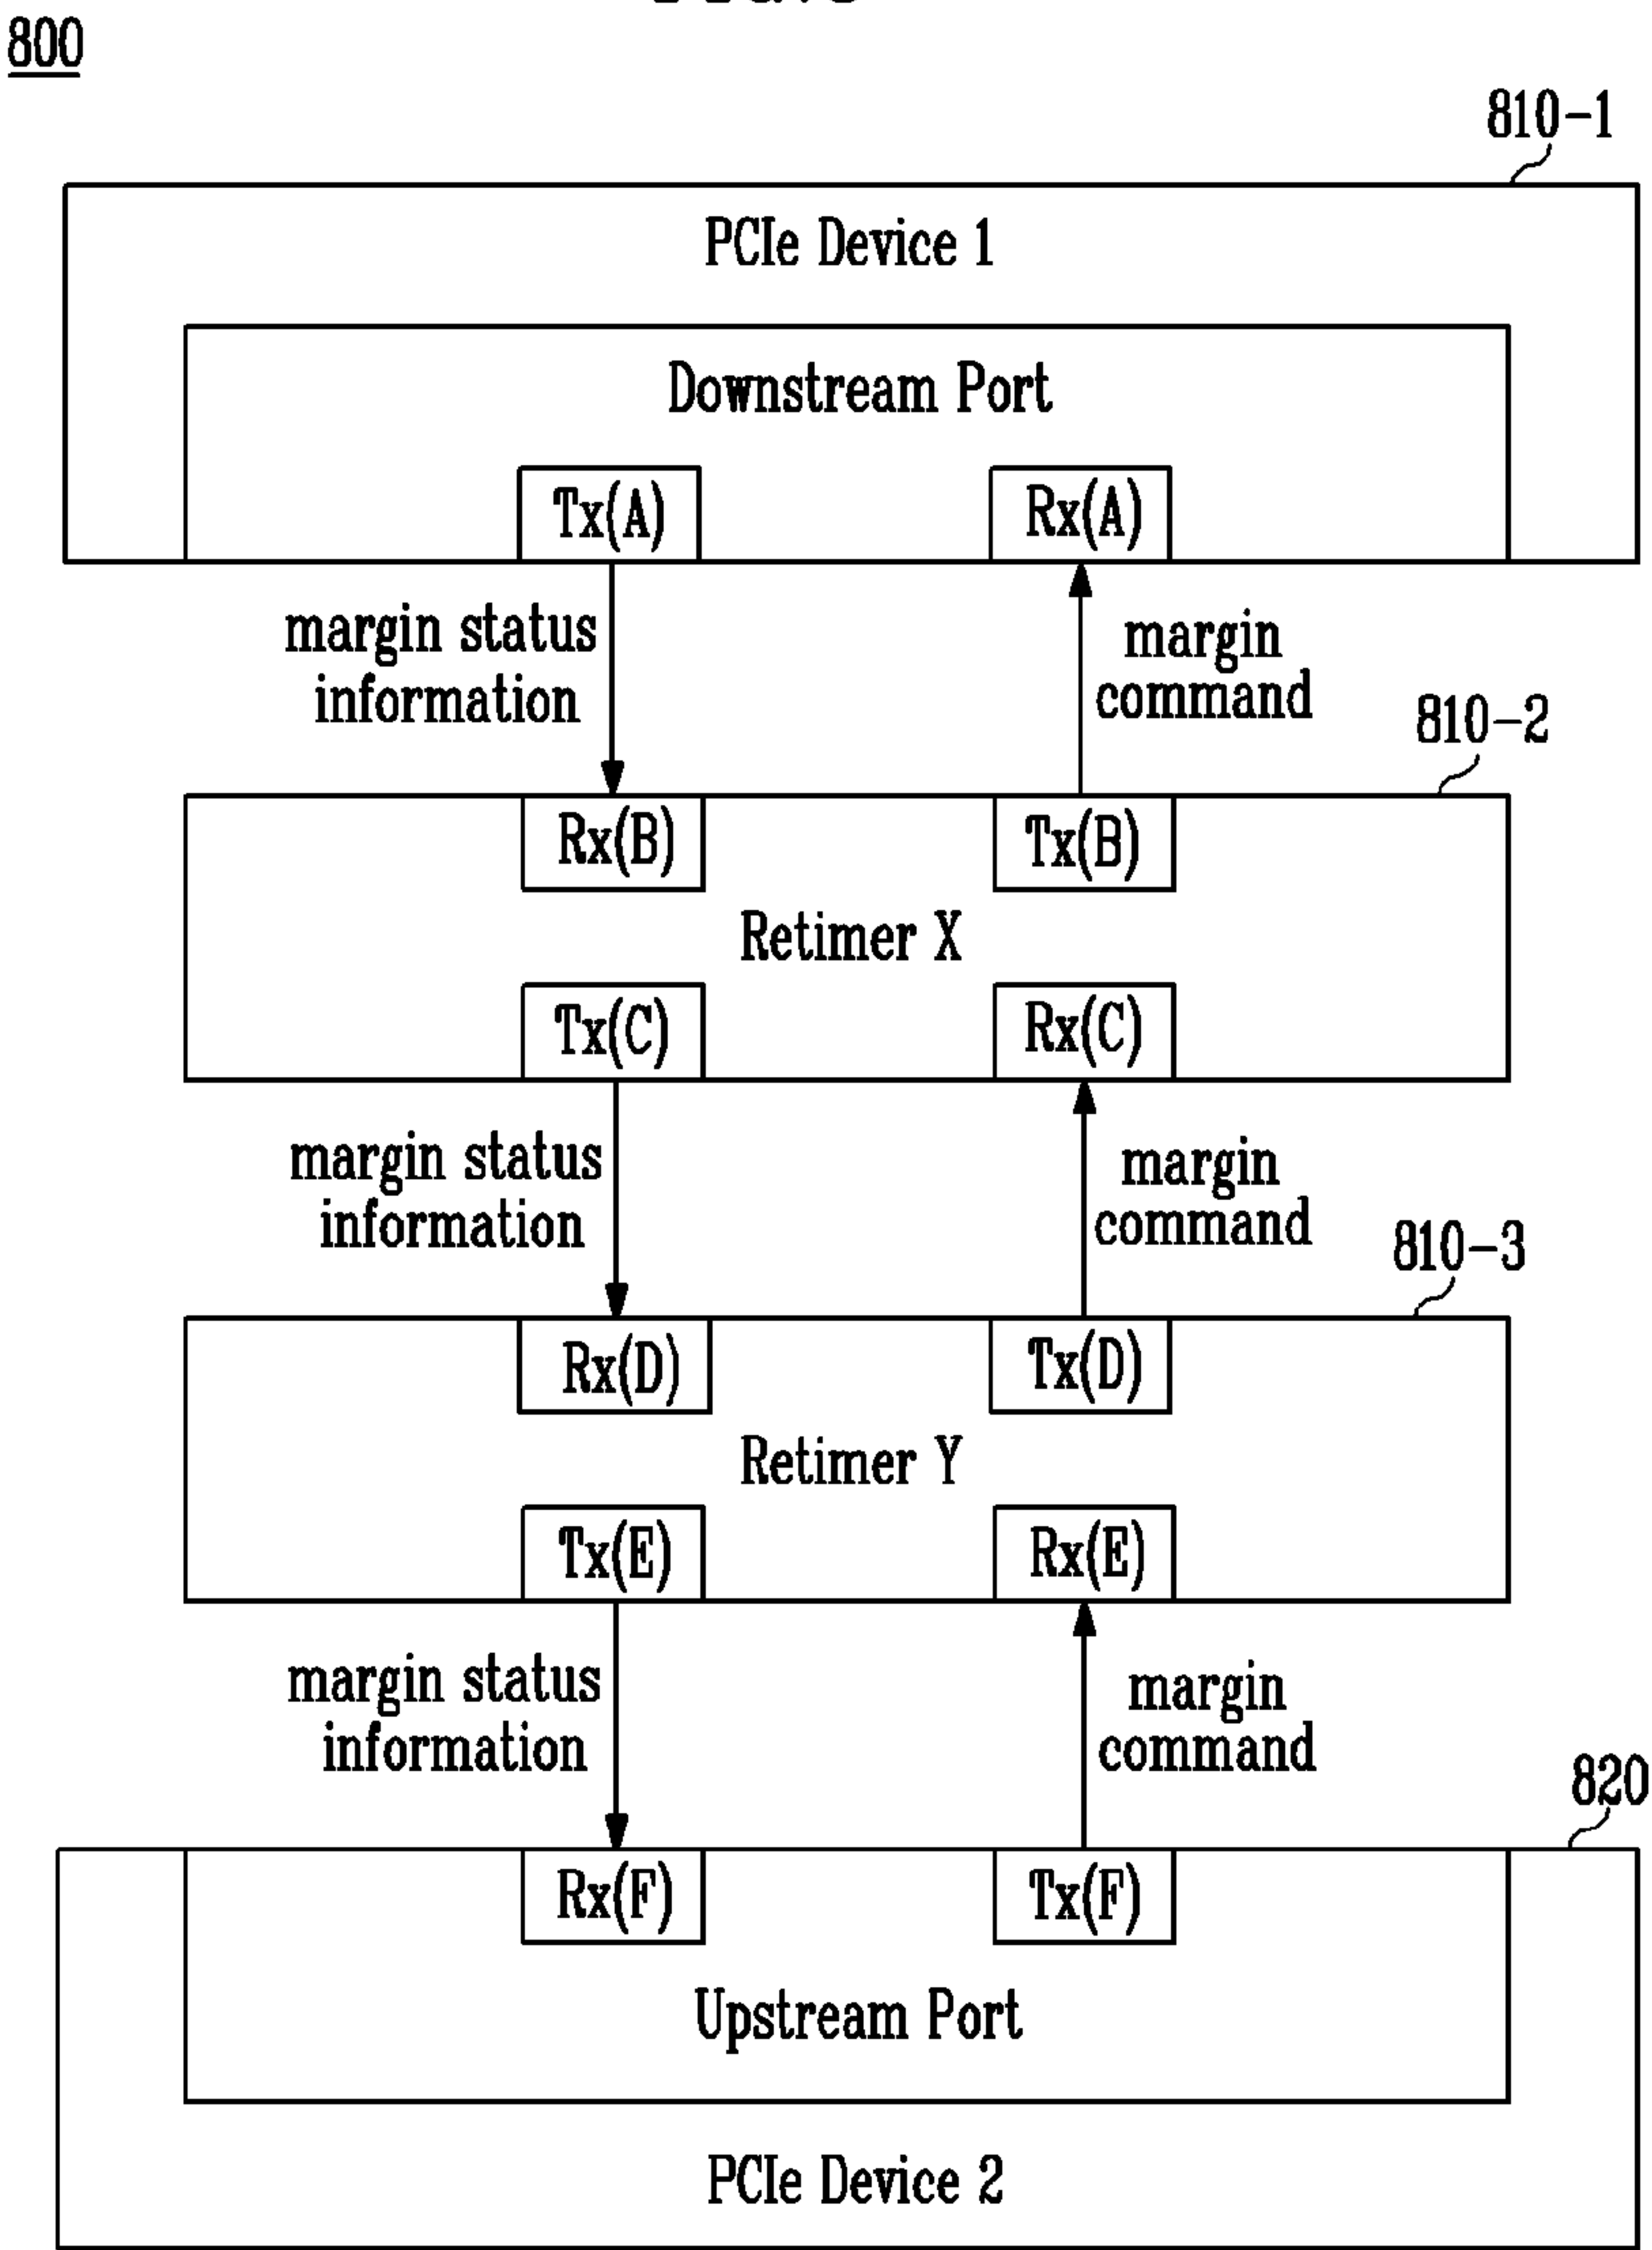 800
810-1
PCIe Device 1
Downstream Port
Tx(A)
Rx(A)
margin status
information
margin
command
810-2
Rx(B)
Tx(B)
Retimer X
Tx(C)
Rx(C)
margin status
information
margin
command
810-3
Rx(D)
Tx(D)
Retimer Y
Tx(E)
Rx(E)
margin status
information
margin
command
820
Rx(F)
Tx(F)
Upstream Port
PCIe Device 2